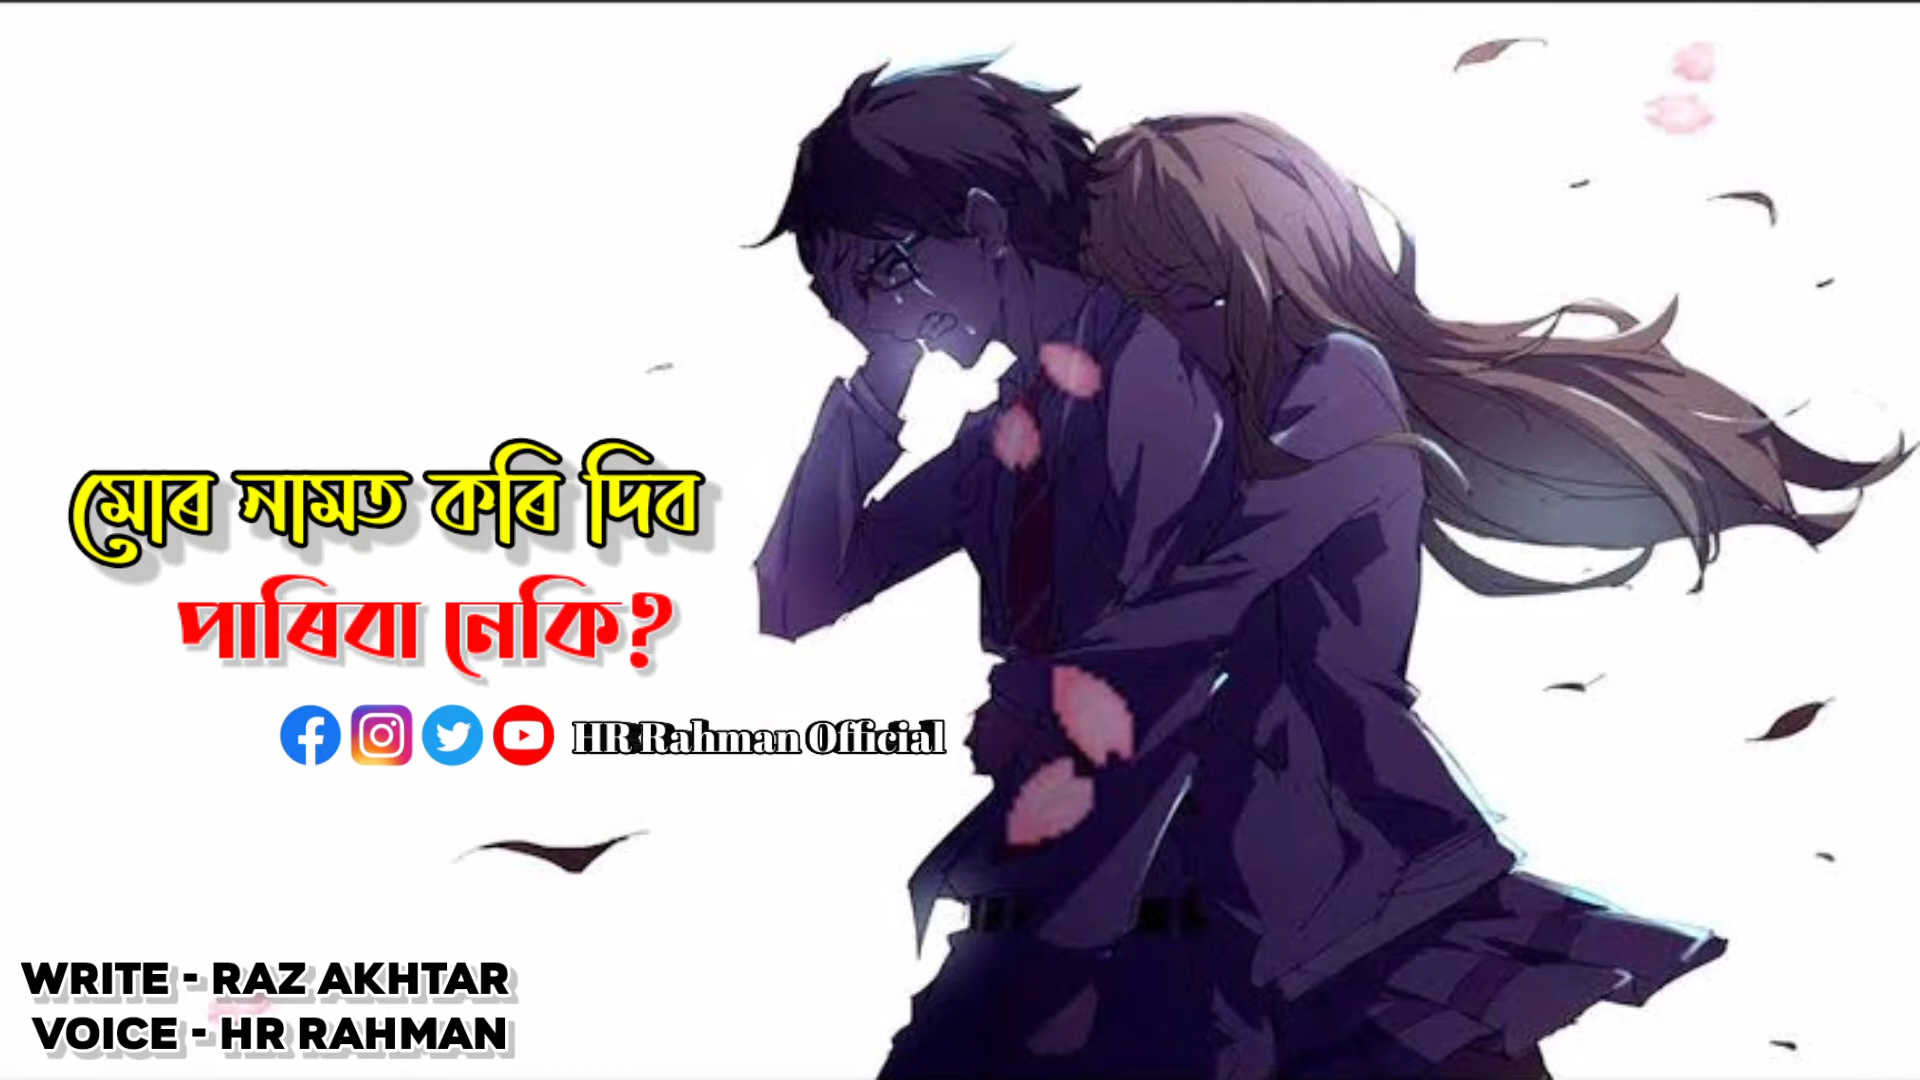 মোৰ নামত কৰি দিব
পাৰিবা নেকি?
HR Rahman Official
WRITE - RAZ AKHTAR
VOICE - HR RAHMAN